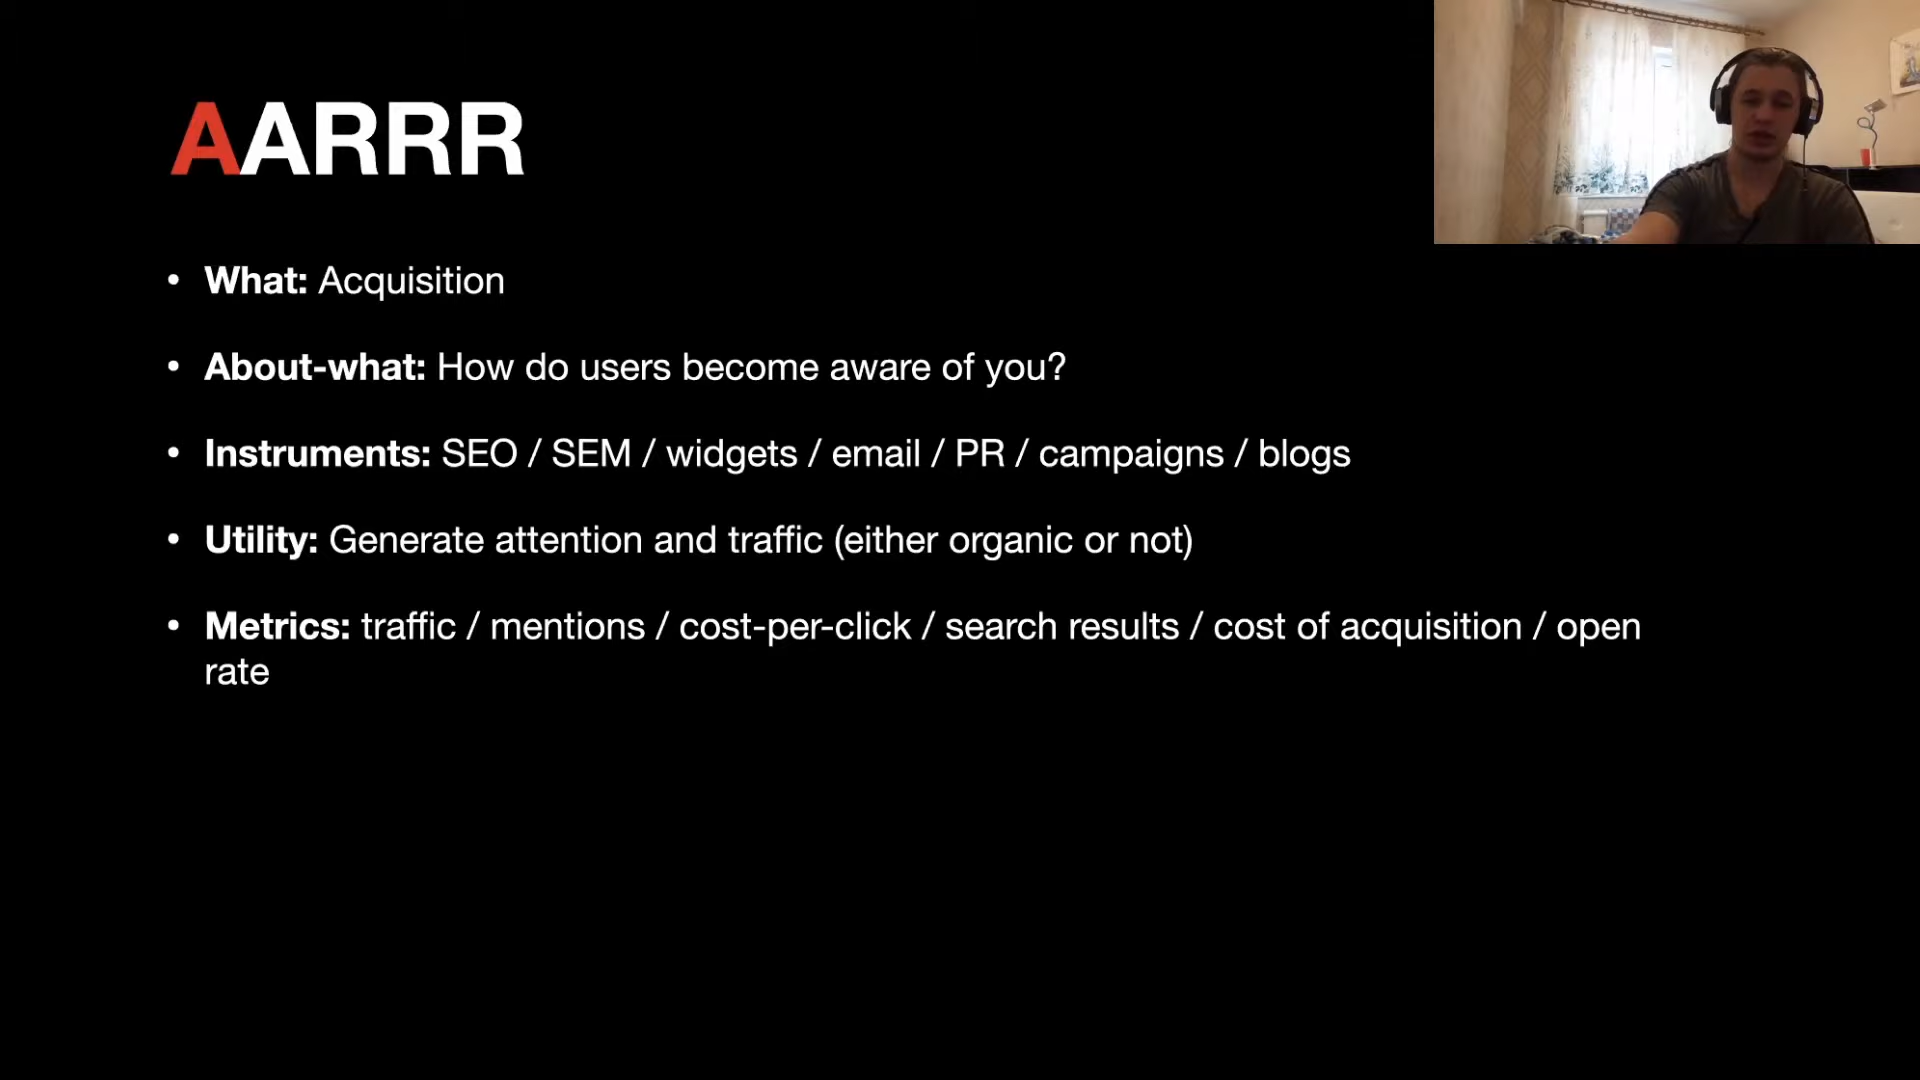 AARRR
• What: Acquisition
• About-what: How do users become aware of you?
• Instruments: SEO / SEM / widgets / email / PR / campaigns / blogs
• Utility: Generate attention and traffic (either organic or not)
• Metrics: traffic / mentions / cost-per-click / search results / cost of acquisition / open
rate